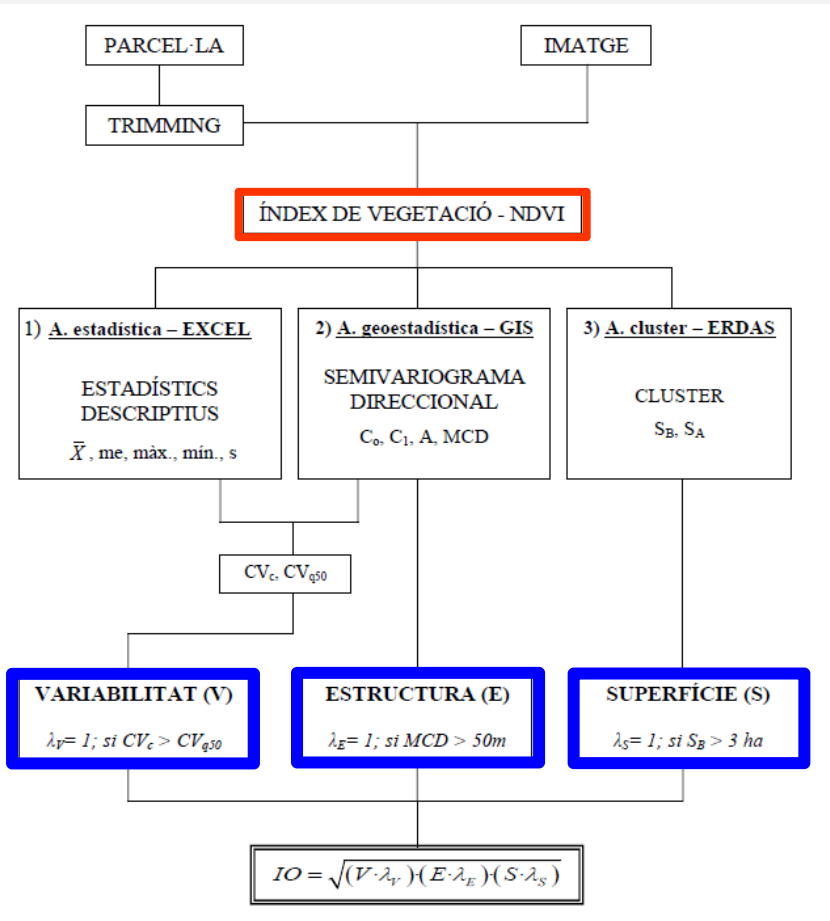 PARCEL·LA
IMATGE
TRIMMING
ÍNDEX DE VEGETACIÓ - NDVI
1) A. estadística – EXCEL
ESTADÍSTICS
DESCRIPTIUS
X̅ , me, màx., mín., s
2) A. geoestadística – GIS
SEMIVARIOGRAMA
DIRECCIONAL
C₀, C₁, A, MCD
3) A. cluster – ERDAS
CLUSTER
S_B, S_A
CV_c, CV_q50
VARIABILITAT (V)
λ_V= 1; si CV_c > CV_q50
ESTRUCTURA (E)
λ_E= 1; si MCD > 50m
SUPERFÍCIE (S)
λ_S= 1; si S_B > 3 ha
IO = √(V·λ_V)·(E·λ_E)·(S·λ_S)